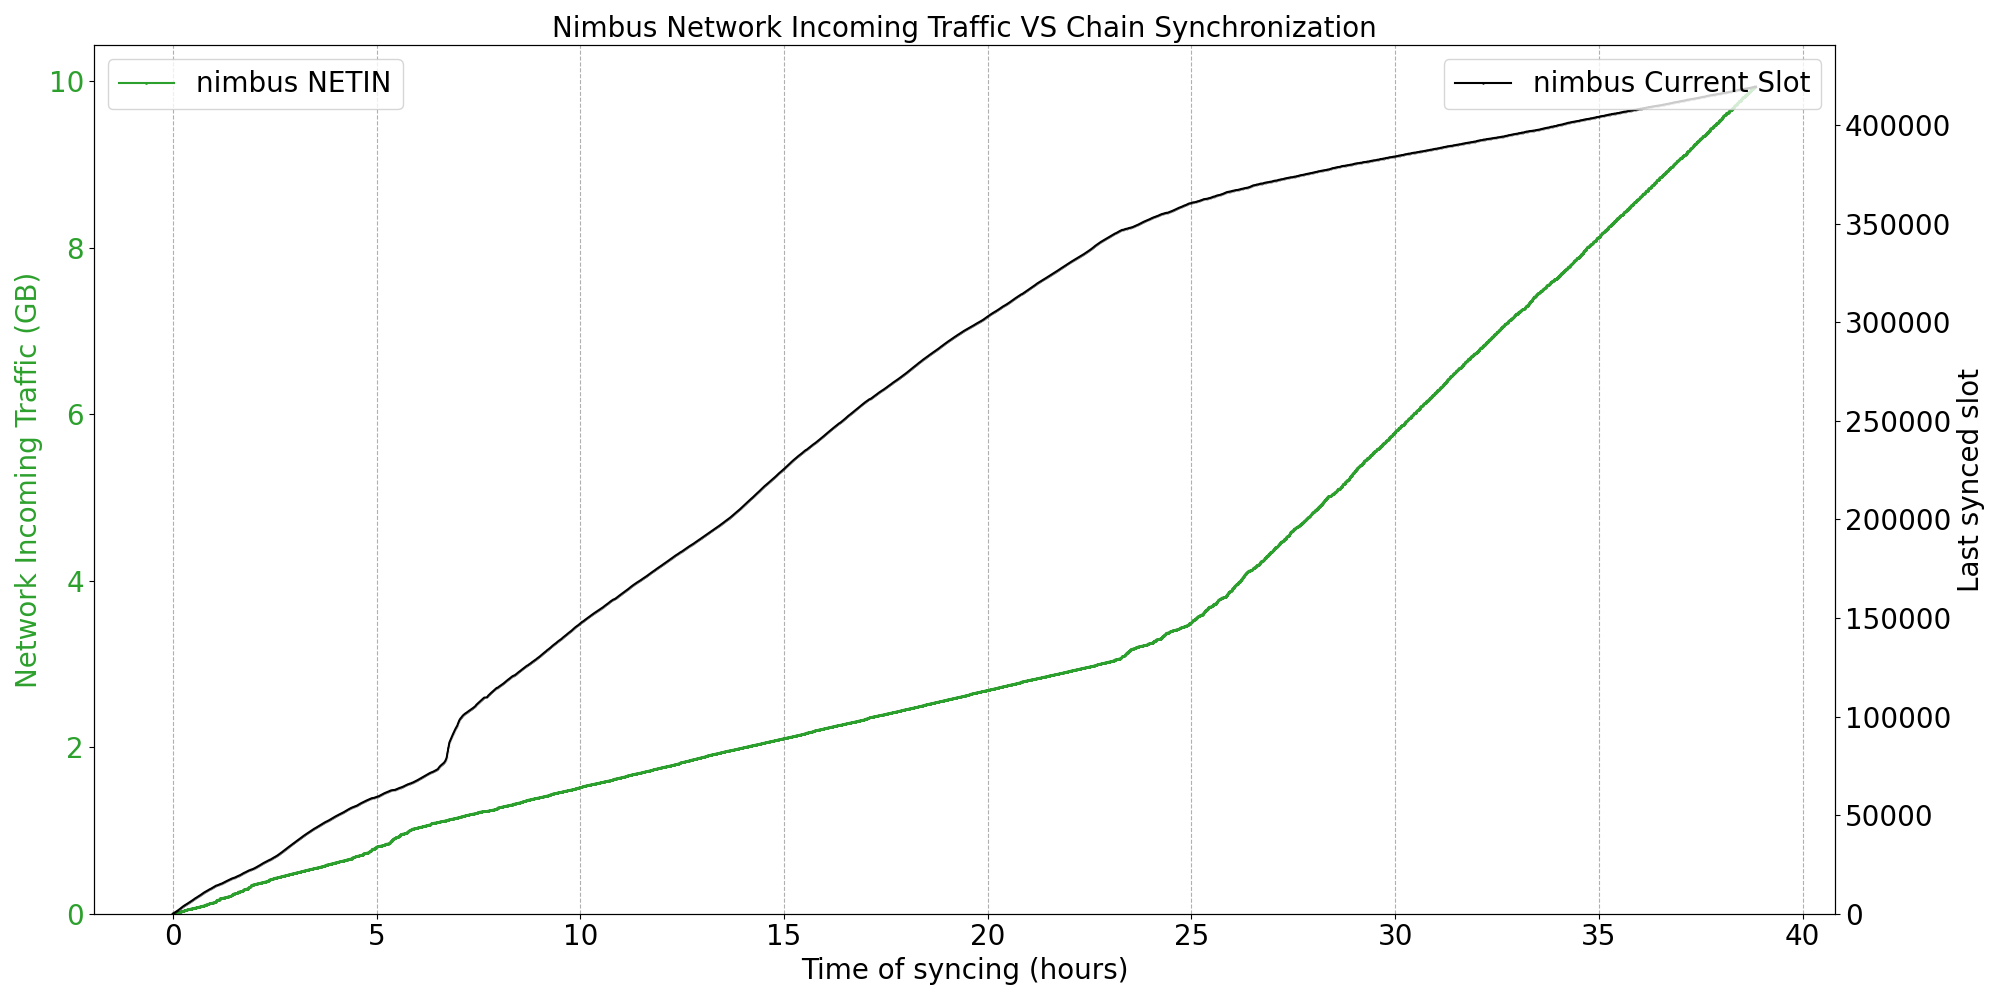 Nimbus Network Incoming Traffic VS Chain Synchronization
nimbus NETIN
nimbus Current Slot
Network Incoming Traffic (GB)
10
8
6
4
2
0
Last synced slot
400000
350000
300000
250000
200000
150000
100000
50000
0
0 5 10 15 20 25 30 35 40
Time of syncing (hours)